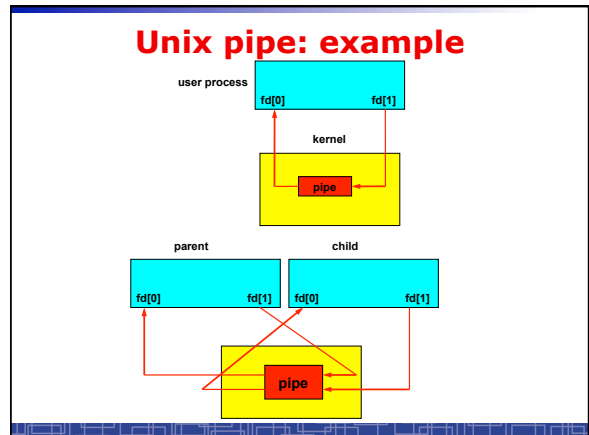 Unix pipe: example
user process
fd[0] fd[1]
kernel
pipe
parent child
fd[0] fd[1] fd[0] fd[1]
pipe